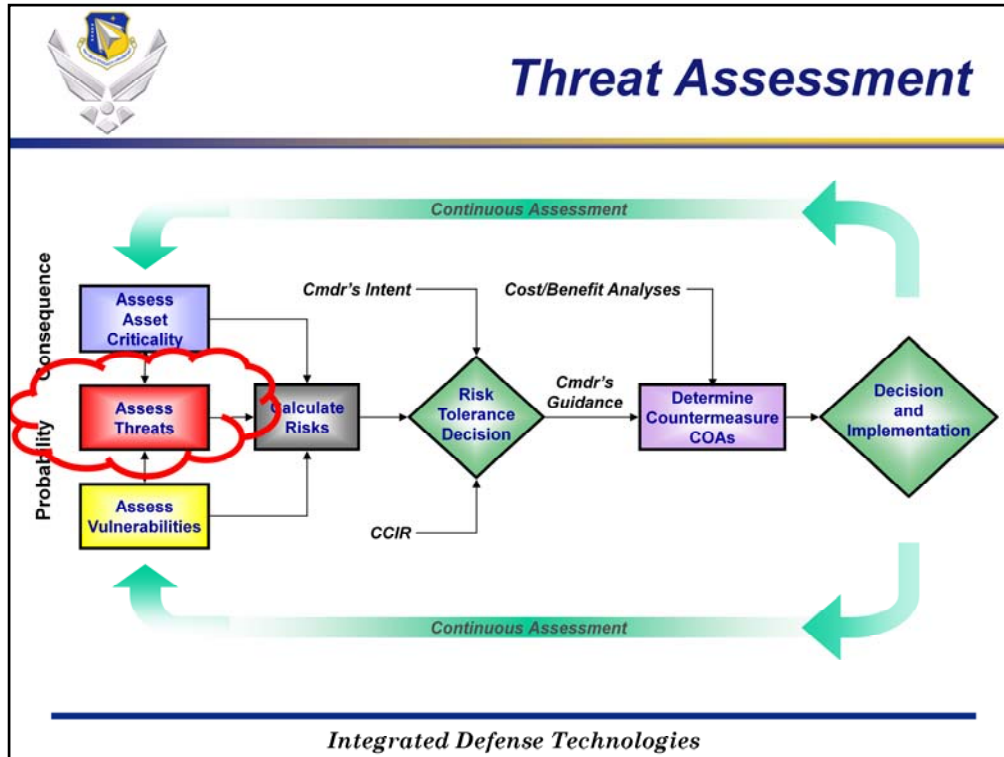 Threat Assessment
Continuous Assessment
Consequence
Probability
Assess
Asset
Criticality
Assess
Threats
Assess
Vulnerabilities
Calculate
Risks
Cmdr's Intent
Risk
Tolerance
Decision
CCIR
Cmdr's
Guidance
Cost/Benefit Analyses
Determine
Countermeasure
COAs
Decision
and
Implementation
Continuous Assessment
Integrated Defense Technologies